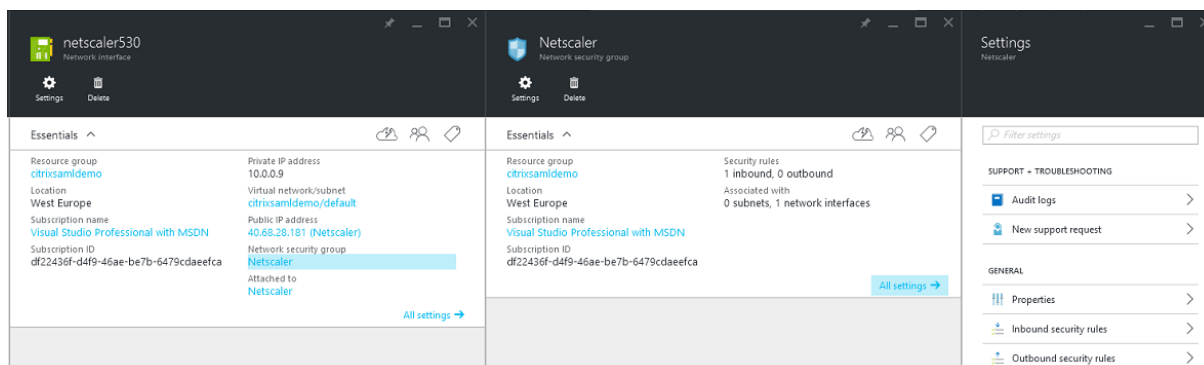 netscaler530
Network interface
Settings
Delete
Essentials
Resource group
citrixsamldemo
Location
West Europe
Subscription name
Visual Studio Professional with MSDN
Subscription ID
df22436f-d4f9-46ae-be7b-6479cdaeefca
Private IP address
10.0.0.9
Virtual network/subnet
citrixsamldemo/default
Public IP address
40.68.28.181 (Netscaler)
Network security group
Netscaler
Attached to
Netscaler
All settings →
Netscaler
Network security group
Settings
Delete
Essentials
Resource group
citrixsamldemo
Location
West Europe
Subscription name
Visual Studio Professional with MSDN
Subscription ID
df22436f-d4f9-46ae-be7b-6479cdaeefca
Security rules
1 inbound, 0 outbound
Associated with
0 subnets, 1 network interfaces
All settings →
Settings
Netscaler
Filter settings
SUPPORT + TROUBLESHOOTING
Audit logs
New support request
GENERAL
Properties
Inbound security rules
Outbound security rules